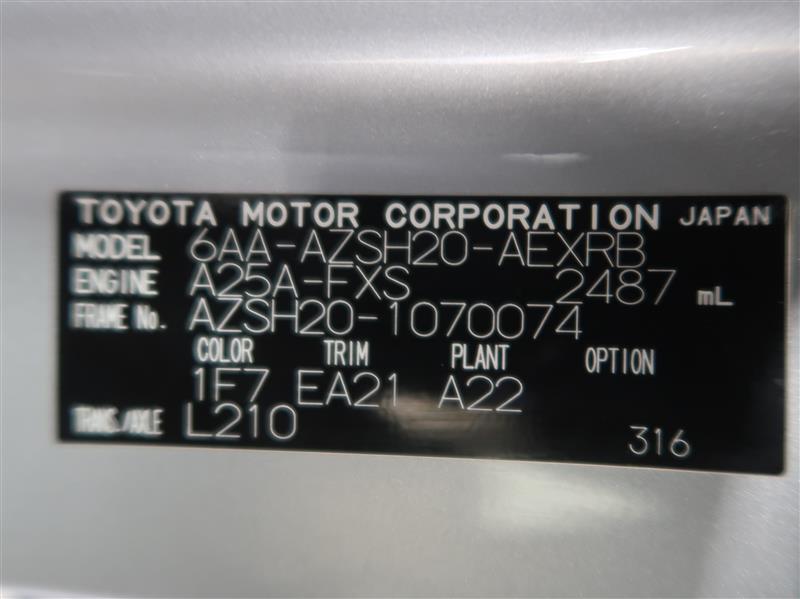 TOYOTA MOTOR CORPORATION JAPAN
MODEL 6AA-AZSH20-AEXRB
ENGINE A25A-FXS 2487 mL
FRAME No. AZSH20-1070074
COLOR TRIM PLANT OPTION
1F7 EA21 A22
TRANS./AXLE L210 316